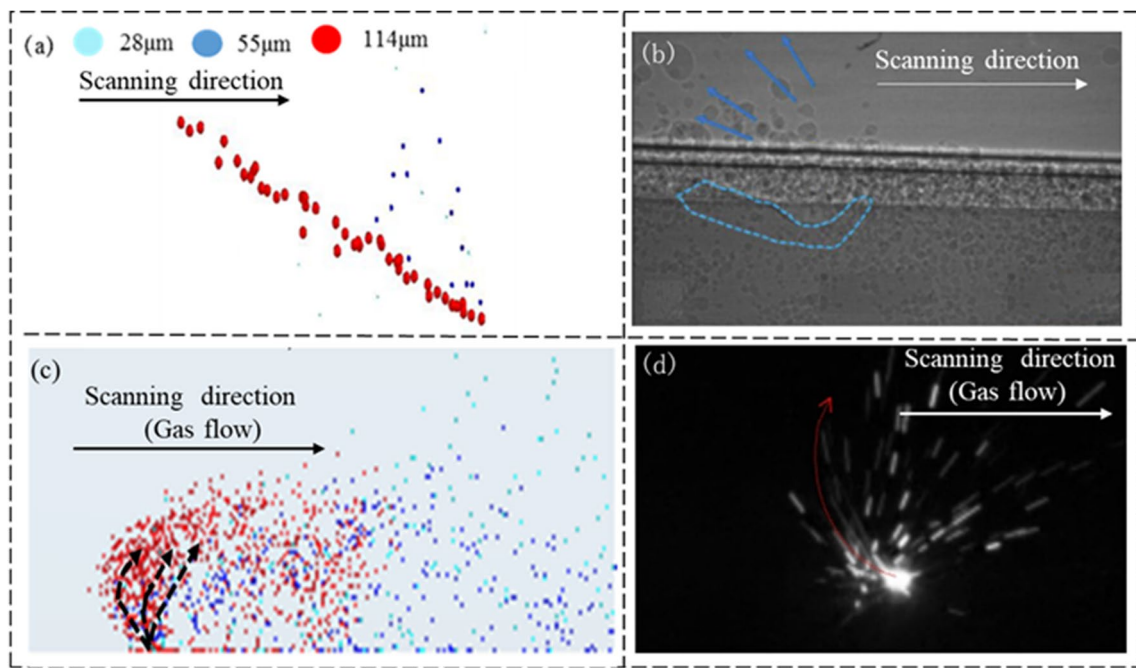 (a) 28μm 55μm 114μm
Scanning direction
(b)
Scanning direction
(c)
Scanning direction
(Gas flow)
(d)
Scanning direction
(Gas flow)